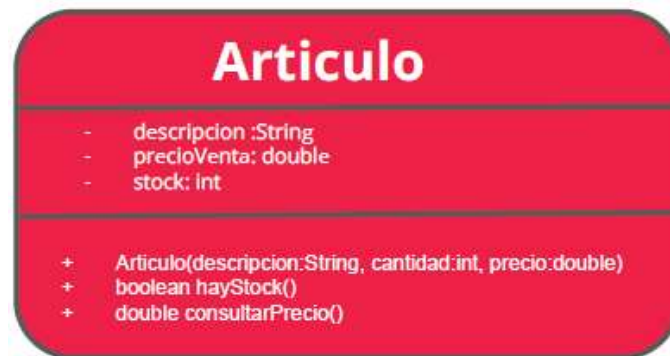 Articulo
- descripcion :String
- precioVenta: double
- stock: int
+ Articulo(descripcion:String, cantidad:int, precio:double)
+ boolean hayStock()
+ double consultarPrecio()